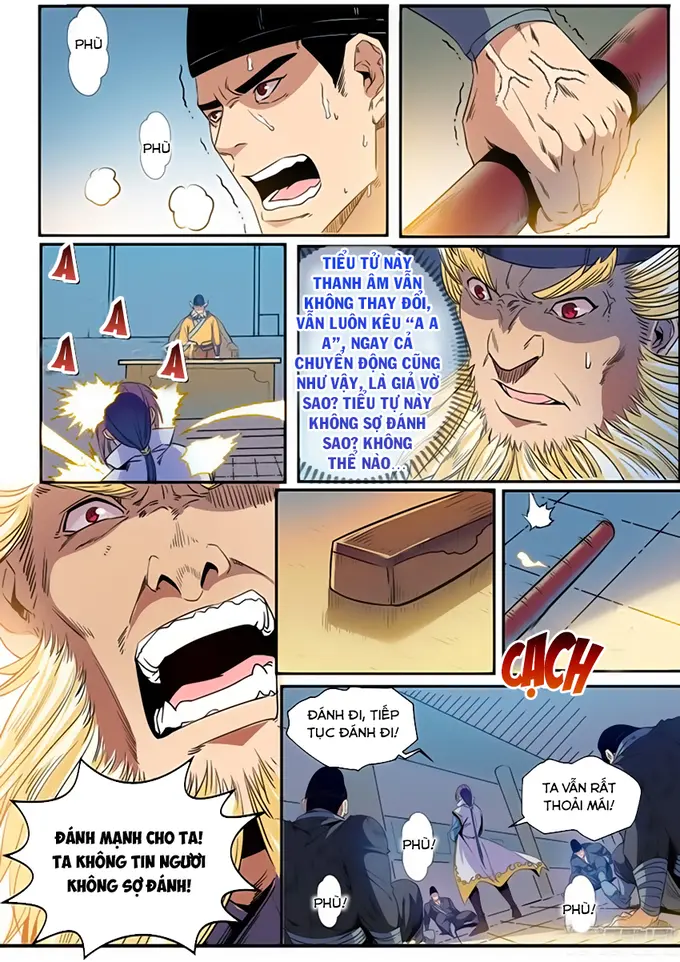 PHÙ
PHÙ
A
A
A
A
TIỂU TỬ NÀY
THANH ÂM VẪN
KHÔNG THAY ĐỔI,
VẪN LUÔN KÊU “A A
A”, NGAY CẢ
CHUYỂN ĐỘNG CŨNG
NHƯ VẬY, LÀ GIẢ VỜ
SAO? TIỂU TỰ NÀY
KHÔNG SỢ ĐÁNH
SAO? KHÔNG
THỂ NÀO...
CẠCH
ĐÁNH MẠNH CHO TA!
TA KHÔNG TIN NGƯƠI
KHÔNG SỢ ĐÁNH!
ĐÁNH ĐI, TIẾP
TỤC ĐÁNH ĐI!
TA VẪN RẤT
THOẢI MÁI!
PHÙ!
PHÙ!
PHÙ!